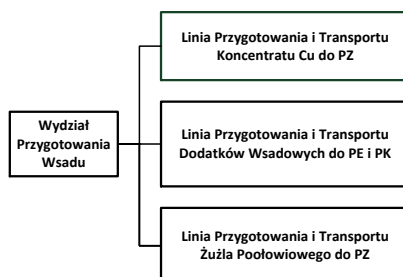 Linia Przygotowania i Transportu
Koncentratu Cu do PZ
Wydział
Przygotowania
Wsadu
Linia Przygotowania i Transportu
Dodatków Wsadowych do PE i PK
Linia Przygotowania i Transportu
Żużla Poołowiowego do PZ